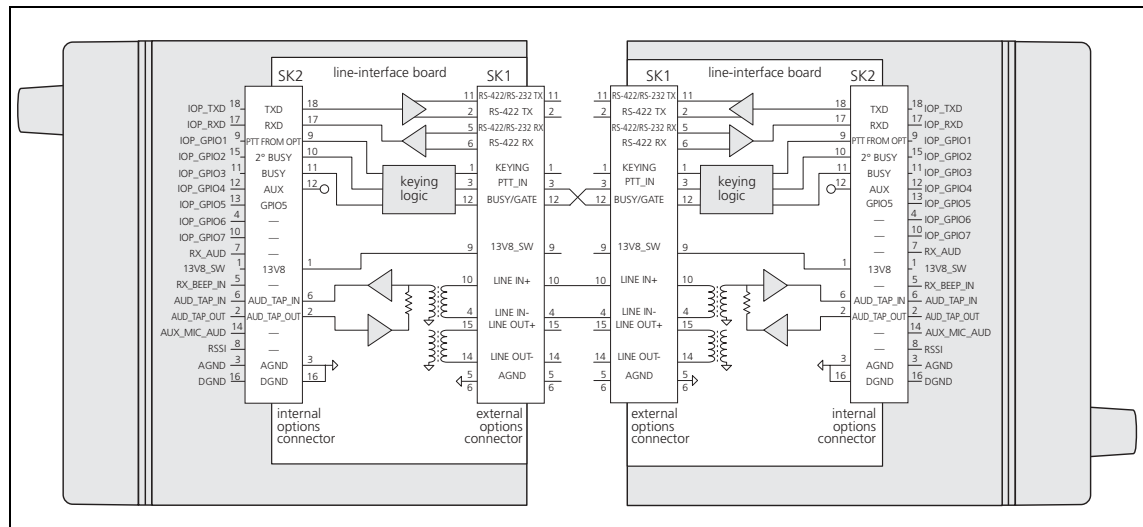 SK2
line-interface board
SK1
SK1
line-interface board
SK2
IOP_TXD 18 TXD 18
IOP_RXD 17 RXD 17
IOP_GPIO1 9 PTT FROM OPT 9
IOP_GPIO2 15 2° BUSY 10
IOP_GPIO3 11 BUSY 11
IOP_GPIO4 12 AUX 12
IOP_GPIO5 13 GPIO5
IOP_GPIO6 4 —
IOP_GPIO7 10 —
RX_AUD 7 —
13V8_SW 1 13V8 1
RX_BEEP_IN 5 —
AUD_TAP_IN 6 AUD_TAP_IN 6
AUD_TAP_OUT 2 AUD_TAP_OUT 2
AUX_MIC_AUD 14 —
RSSI 8 —
AGND 3 AGND 3
DGND 16 DGND 16
internal
options
connector
keying
logic
11 RS-422/RS-232 TX 11
2 RS-422 TX 2
5 RS-422/RS-232 RX
6 RS-422 RX
1 KEYING 1
3 PTT_IN 3
12 BUSY/GATE 12
9 13V8_SW 9
10 LINE IN+ 10
4 LINE IN- 4
15 LINE OUT+ 15
14 LINE OUT- 14
5 AGND 5
6 6
external
options
connector
11 RS-422/RS-232 TX 11
2 RS-422 TX 2
RS-422/RS-232 RX 5
RS-422 RX 6
1 KEYING 1
3 PTT_IN 3
12 BUSY/GATE 12
9 13V8_SW 9
10 LINE IN+ 10
4 LINE IN- 4
15 LINE OUT+ 15
14 LINE OUT- 14
5 AGND 5
6 6
external
options
connector
keying
logic
18 TXD 18 IOP_TXD
17 RXD 17 IOP_RXD
9 PTT FROM OPT 9 IOP_GPIO1
10 2° BUSY 15 IOP_GPIO2
11 BUSY 11 IOP_GPIO3
12 AUX 12 IOP_GPIO4
GPIO5 13 IOP_GPIO5
— 4 IOP_GPIO6
— 10 IOP_GPIO7
— 7 RX_AUD
1 13V8 1 13V8_SW
— 5 RX_BEEP_IN
6 AUD_TAP_IN 6 AUD_TAP_IN
2 AUD_TAP_OUT 2 AUD_TAP_OUT
— 14 AUX_MIC_AUD
— 8 RSSI
3 AGND 3 AGND
16 DGND 16 DGND
internal
options
connector